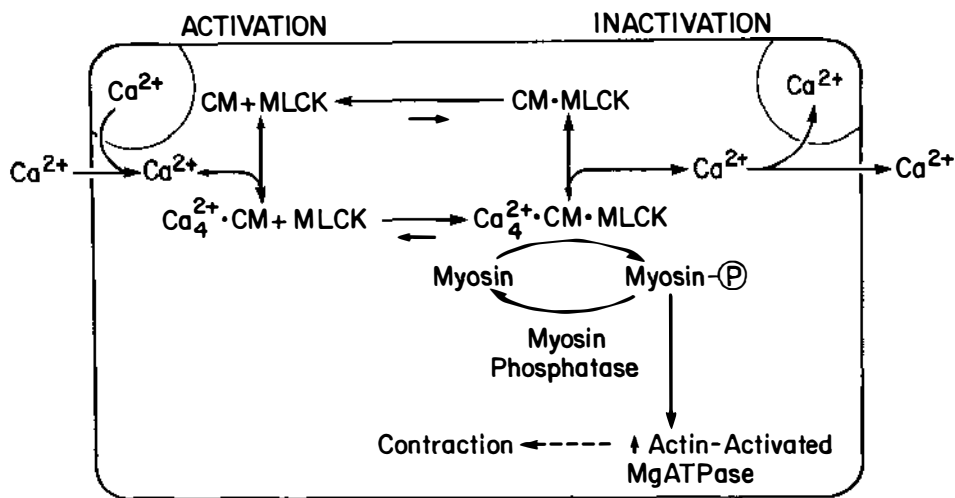 ACTIVATION
INACTIVATION
Ca²⁺
Ca²⁺
CM + MLCK
CM·MLCK
Ca²⁺
Ca²⁺
Ca²⁺
Ca²⁺
Ca₄²⁺·CM + MLCK
Ca₄²⁺·CM·MLCK
Myosin
Myosin-Ⓟ
Myosin
Phosphatase
Contraction
Actin-Activated
MgATPase